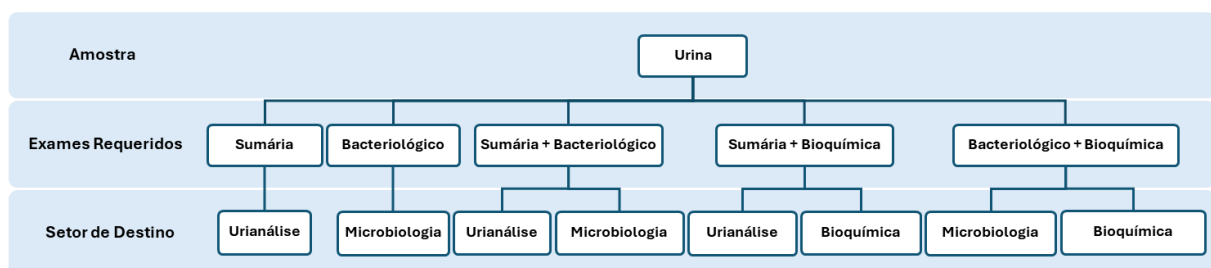 Amostra
Urina
Exames Requeridos
Sumária
Bacteriológico
Sumária + Bacteriológico
Sumária + Bioquímica
Bacteriológico + Bioquímica
Setor de Destino
Urianálise
Microbiologia
Urianálise
Microbiologia
Urianálise
Bioquímica
Microbiologia
Bioquímica